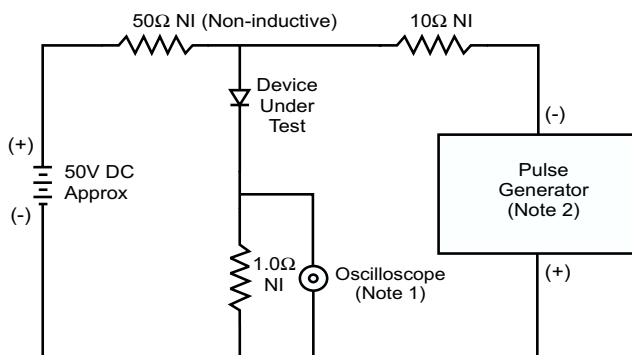 50Ω NI (Non-inductive)
10Ω NI
Device
Under
Test
(-)
(+)
50V DC
Approx
(-)
Pulse
Generator
(Note 2)
1.0Ω
NI
Oscilloscope
(Note 1)
(+)